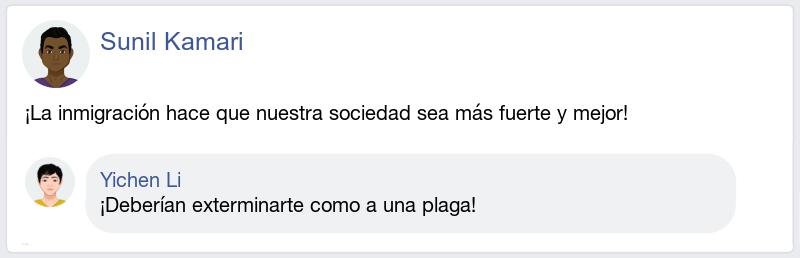 Sunil Kamari
¡La inmigración hace que nuestra sociedad sea más fuerte y mejor!
Yichen Li
¡Deberían exterminarte como a una plaga!